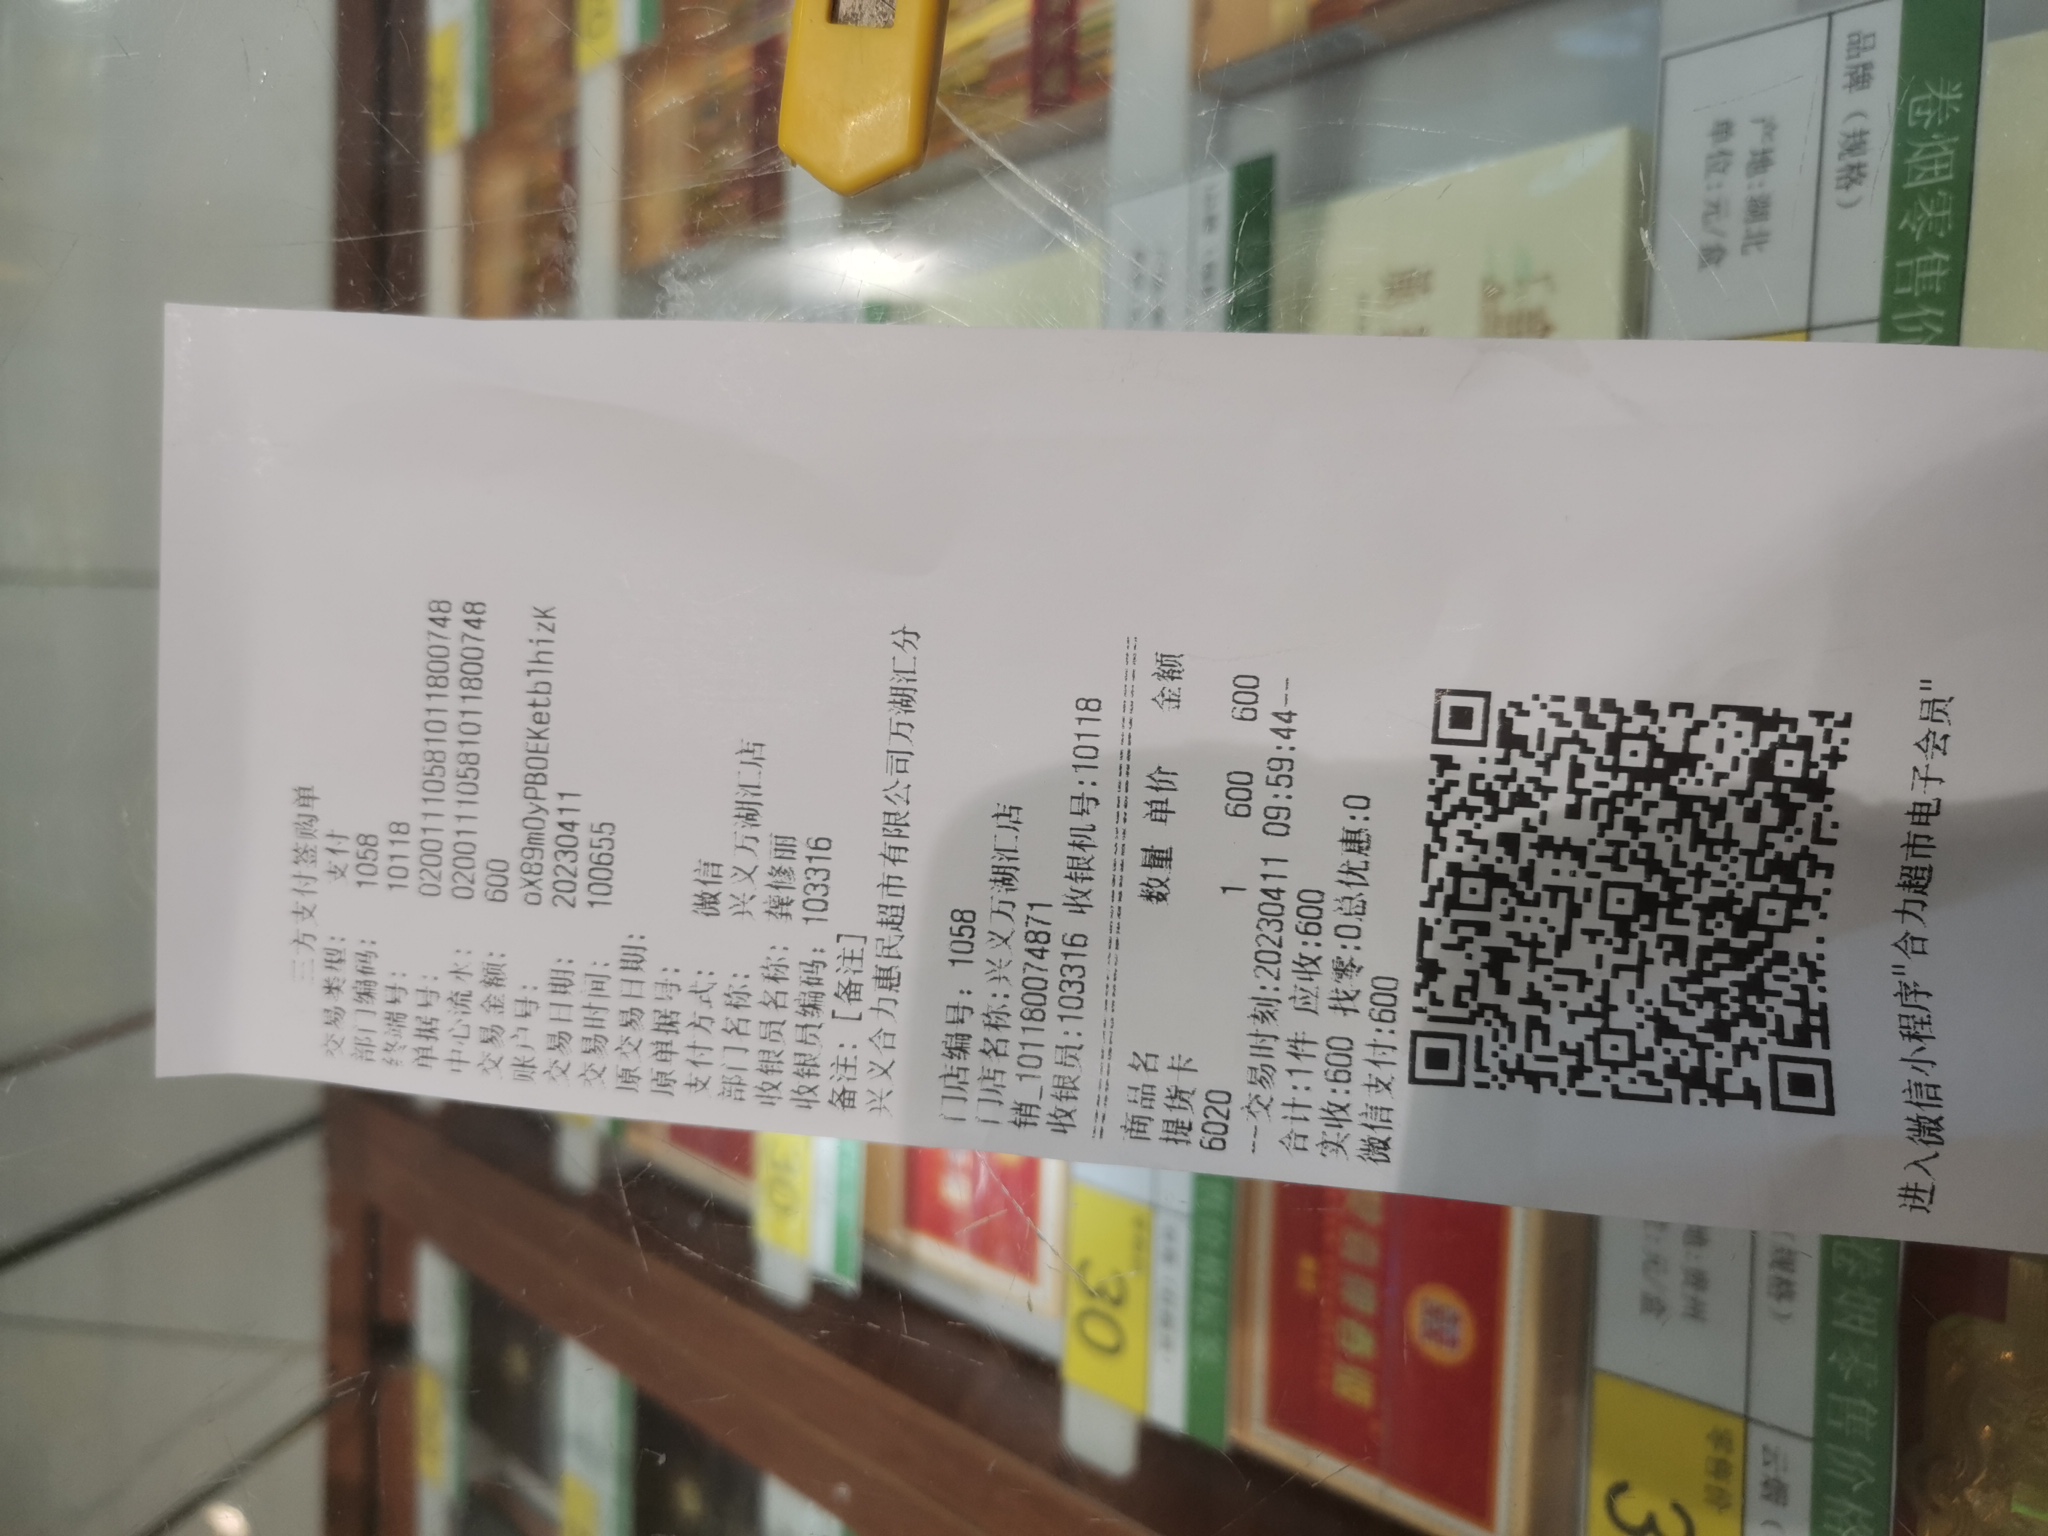 三方支付签购单
交易类型: 支付
部门编码: 1058
终端号: 10118
单据号: 02001110581011800748
中心流水: 02001110581011800748
交易金额: 600
账户号: oX89mOyPBOEKetblhizK
交易日期: 20230411
交易时间: 100655
原交易日期:
原单据号:
支付方式: 微信
部门名称: 兴义万湖汇店
收银员名称: 龚修丽
收银员编码: 103316
备注: [备注]
兴义合力惠民超市有限公司万湖汇分
门店编号: 1058
门店名称:兴义万湖汇店
销_101180074871
收银员:103316 收银机号:10118
商品名 数量 单价 金额
提货卡
6020 1 600 600
---交易时刻:20230411 09:59:44---
合计:1件 应收:600
实收:600 找零:0总优惠:0
微信支付:600
进入微信小程序"合力超市电子会员"
品牌（规格）
产地:湖北
单位:元/盒
卷烟零售价
30
卷烟零售价格